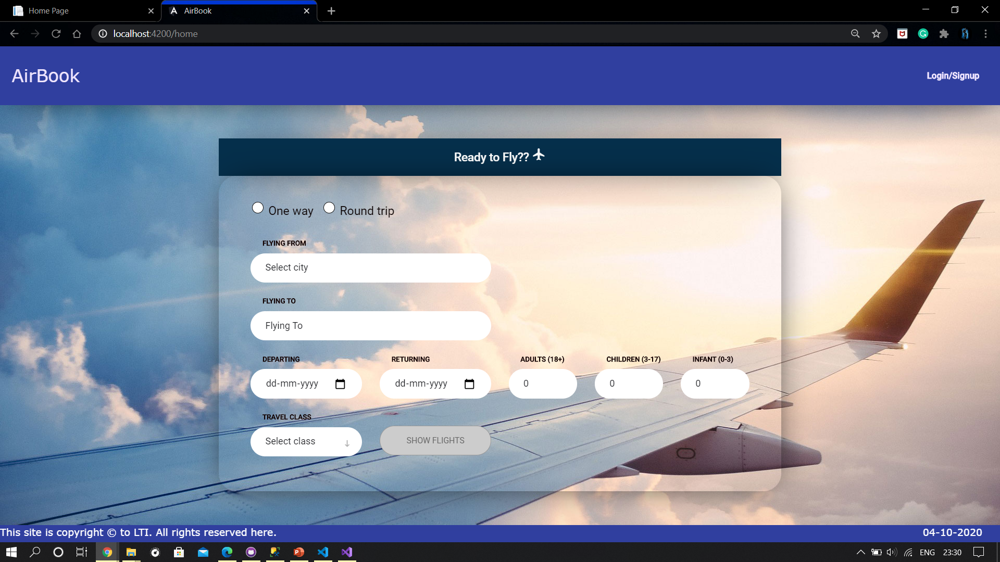 Home Page
AirBook
localhost:4200/home
AirBook
Login/Signup
Ready to Fly??
One way
Round trip
FLYING FROM
Select city
FLYING TO
Flying To
DEPARTING
RETURNING
ADULTS (18+)
CHILDREN (3-17)
INFANT (0-3)
dd-mm-yyyy
dd-mm-yyyy
0
0
0
TRAVEL CLASS
Select class
SHOW FLIGHTS
This site is copyright © to LTI. All rights reserved here.
04-10-2020
ENG
23:30